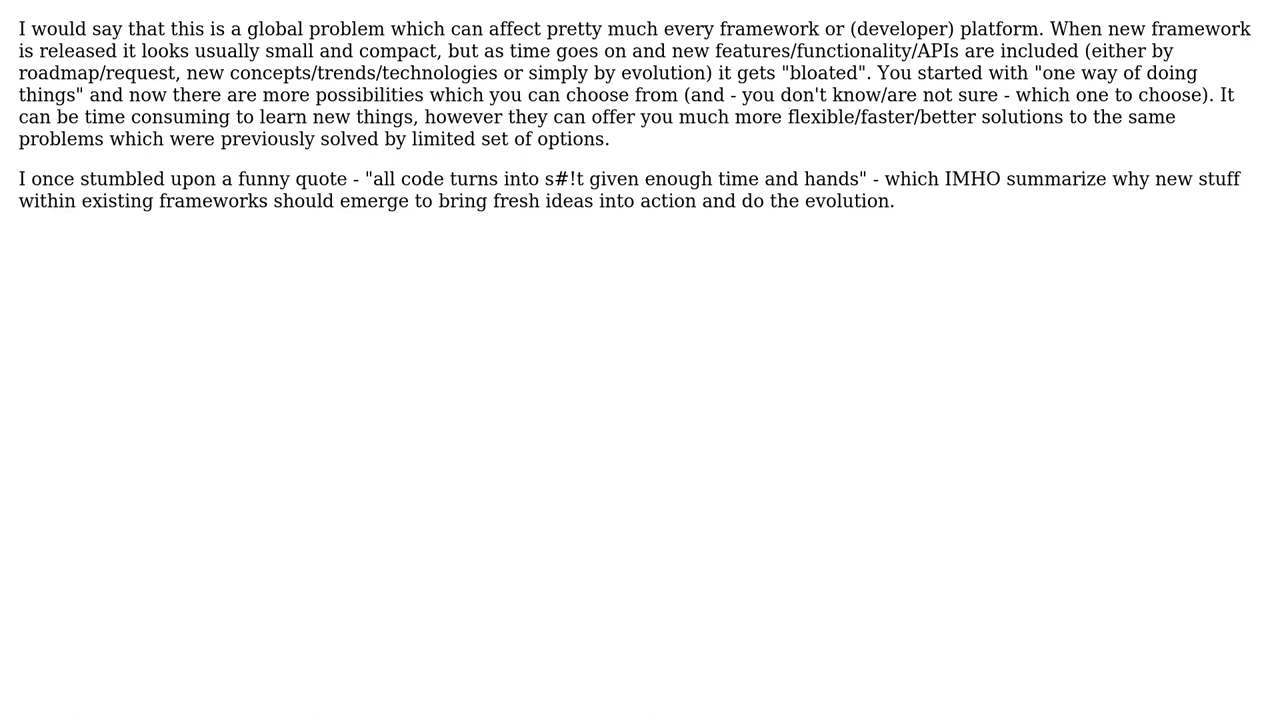 I would say that this is a global problem which can affect pretty much every framework or (developer) platform. When new framework
is released it looks usually small and compact, but as time goes on and new features/functionality/APIs are included (either by
roadmap/request, new concepts/trends/technologies or simply by evolution) it gets "bloated". You started with "one way of doing
things" and now there are more possibilities which you can choose from (and - you don't know/are not sure - which one to choose). It
can be time consuming to learn new things, however they can offer you much more flexible/faster/better solutions to the same
problems which were previously solved by limited set of options.
I once stumbled upon a funny quote - "all code turns into s#!t given enough time and hands" - which IMHO summarize why new stuff
within existing frameworks should emerge to bring fresh ideas into action and do the evolution.